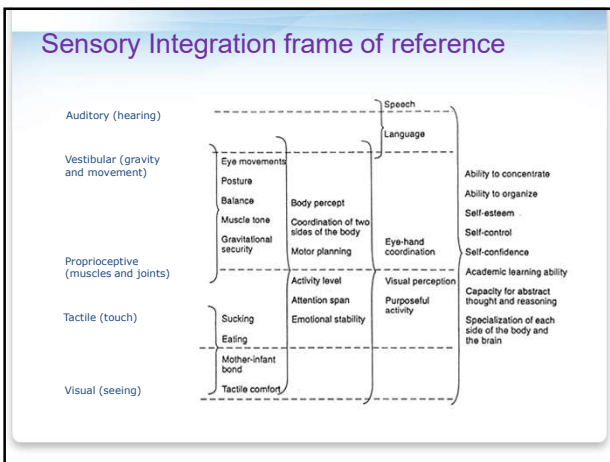 Sensory Integration frame of reference
Auditory (hearing)
Vestibular (gravity
and movement)
Proprioceptive
(muscles and joints)
Tactile (touch)
Visual (seeing)
Eye movements
Posture
Balance
Muscle tone
Gravitational
security
Sucking
Eating
Mother-infant
bond
Tactile comfort
Body percept
Coordination of two
sides of the body
Motor planning
Activity level
Attention span
Emotional stability
Speech
Language
Eye-hand
coordination
Visual perception
Purposeful
activity
Ability to concentrate
Ability to organize
Self-esteem
Self-control
Self-confidence
Academic learning ability
Capacity for abstract
thought and reasoning
Specialization of each
side of the body and
the brain